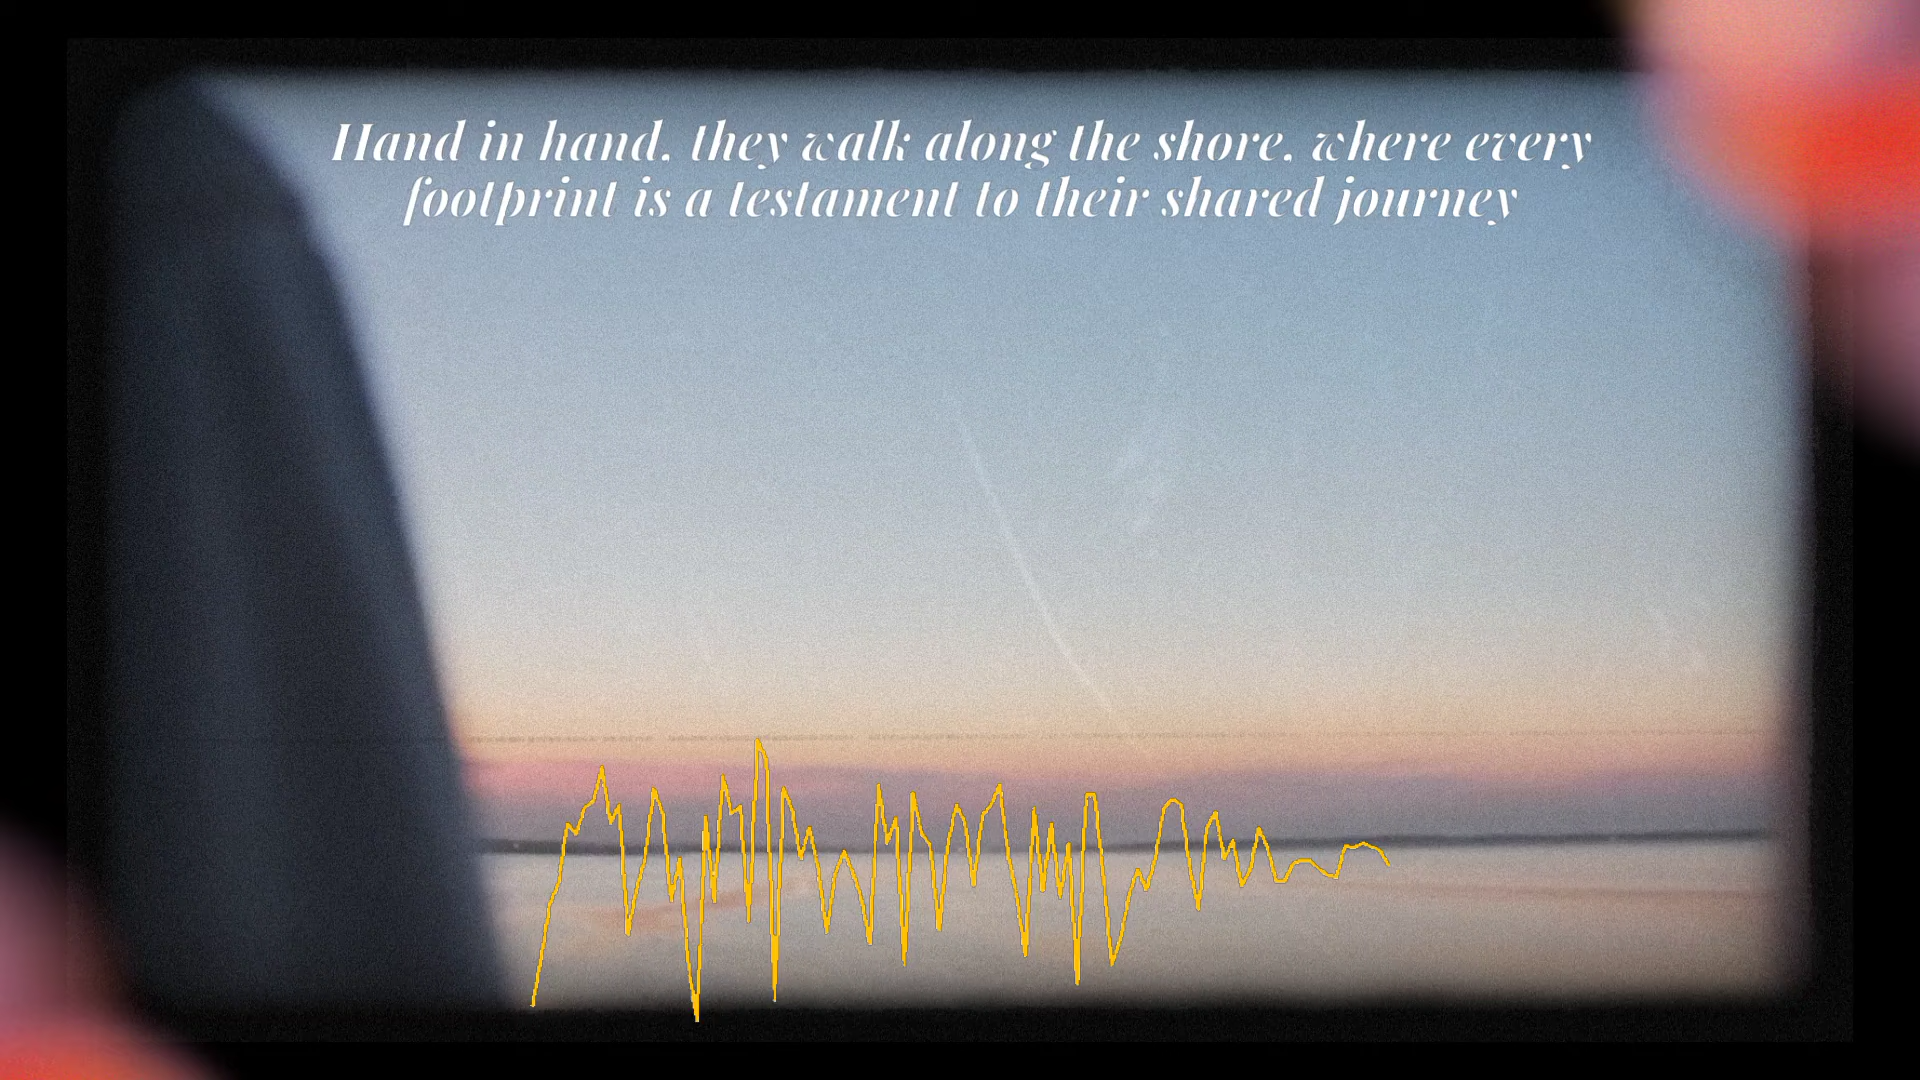 Hand in hand, they walk along the shore, where every
footprint is a testament to their shared journey